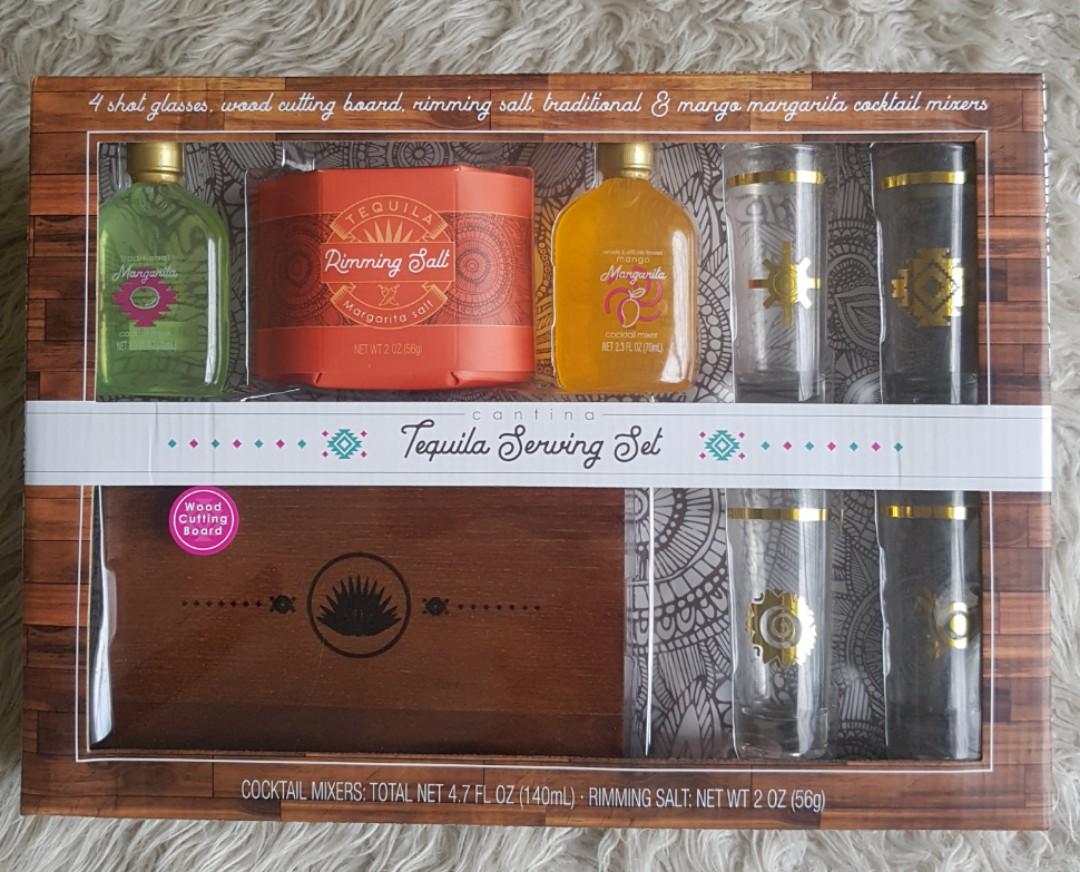 4 shot glasses, wood cutting board, rimming salt, traditional & mango margarita cocktail mixers
traditional
Margarita
TEQUILA
Rimming Salt
Margarita salt
NET WT 2 OZ (56g)
mango
Margarita
cocktail mixer
NET 2.3 FL OZ (70mL)
cantina
Tequila Serving Set
Wood
Cutting
Board
COCKTAIL MIXERS: TOTAL NET 4.7 FL OZ (140mL) · RIMMING SALT: NET WT 2 OZ (56g)